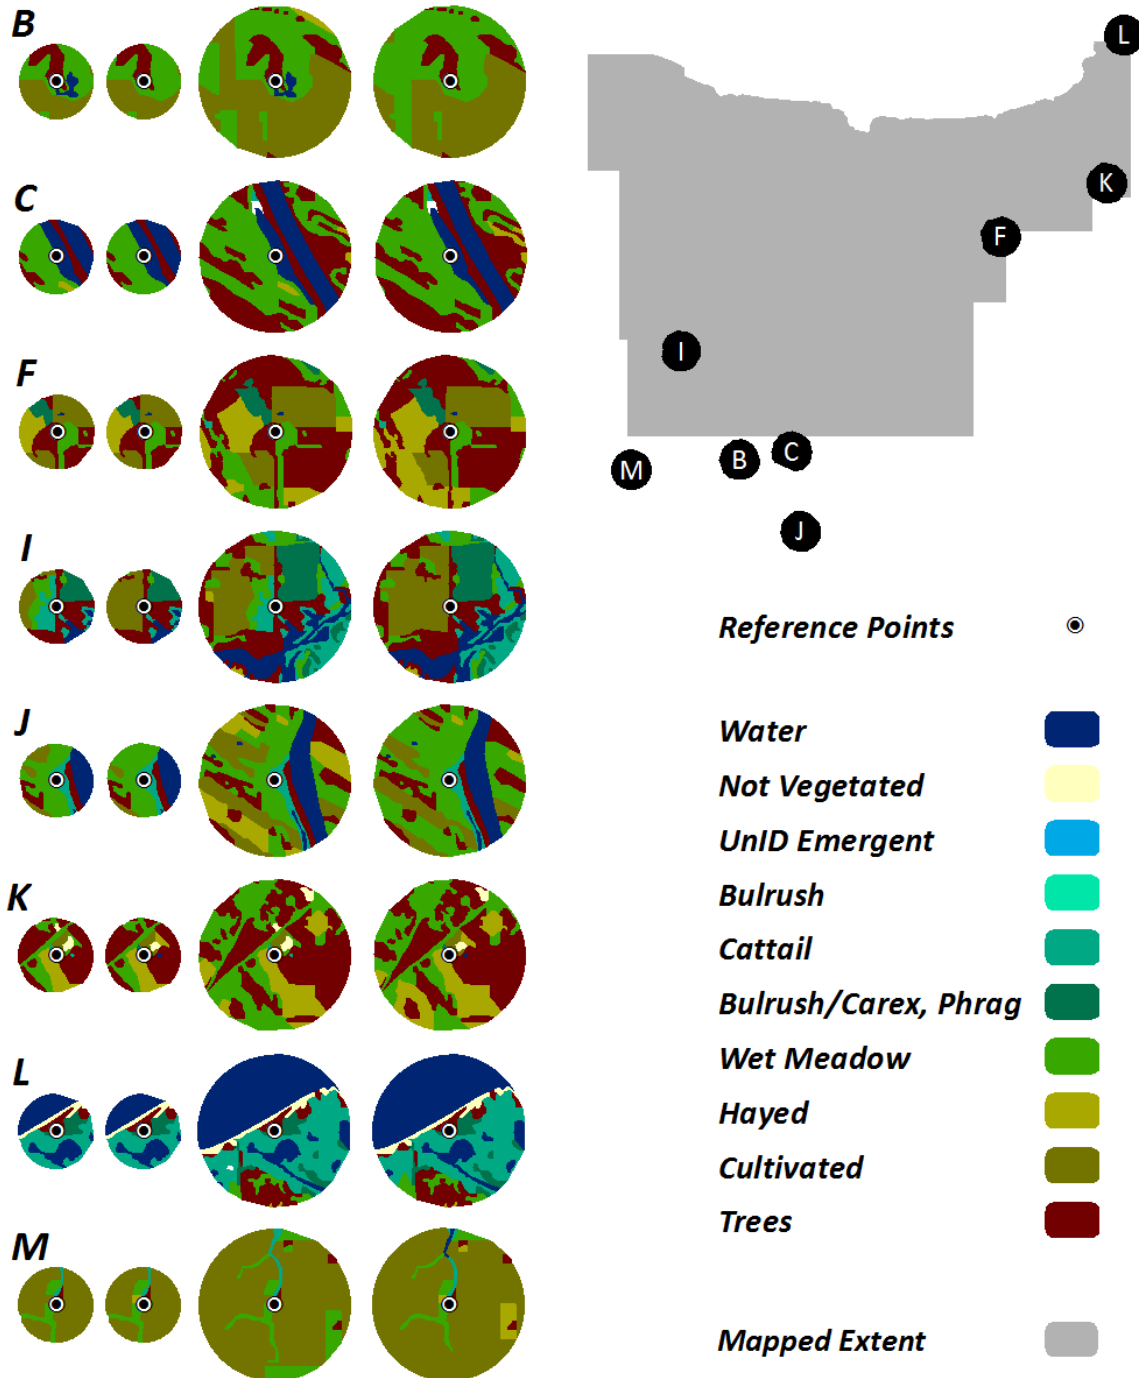 B
C
F
I
J
K
L
M
L
K
F
I
B
C
M
J
Reference Points
Water
Not Vegetated
UnID Emergent
Bulrush
Cattail
Bulrush/Carex, Phrag
Wet Meadow
Hayed
Cultivated
Trees
Mapped Extent